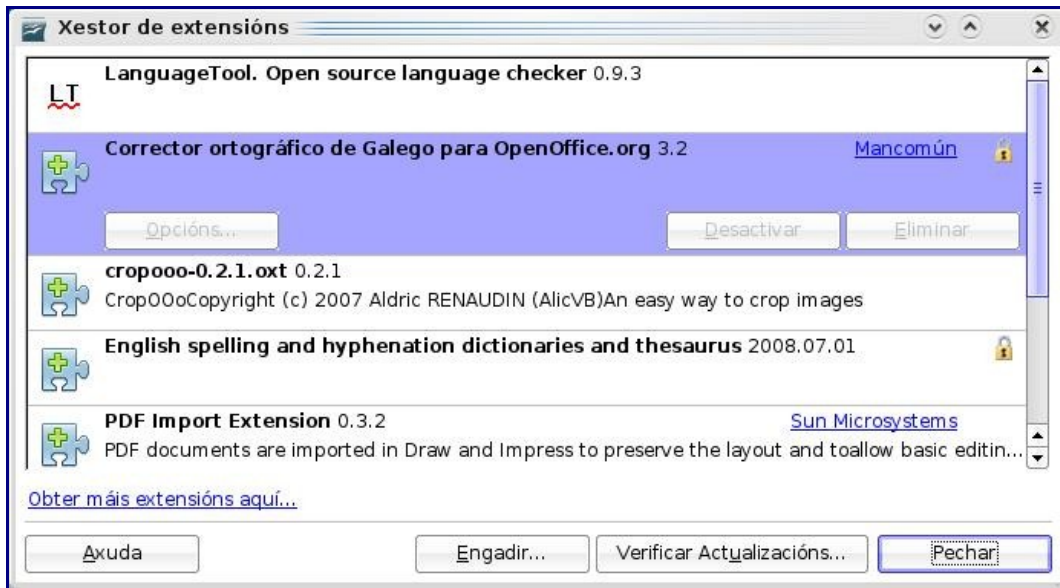 Xestor de extensións
LanguageTool. Open source language checker 0.9.3
LT
Corrector ortográfico de Galego para OpenOffice.org 3.2 Mancomún
Opcións... Desactivar Eliminar
cropooo-0.2.1.oxt 0.2.1
CropOOoCopyright (c) 2007 Aldric RENAUDIN (AlicVB)An easy way to crop images
English spelling and hyphenation dictionaries and thesaurus 2008.07.01
PDF Import Extension 0.3.2 Sun Microsystems
PDF documents are imported in Draw and Impress to preserve the layout and toallow basic editin...
Obter máis extensións aquí...
Axuda Engadir... Verificar Actualizacións... Pechar